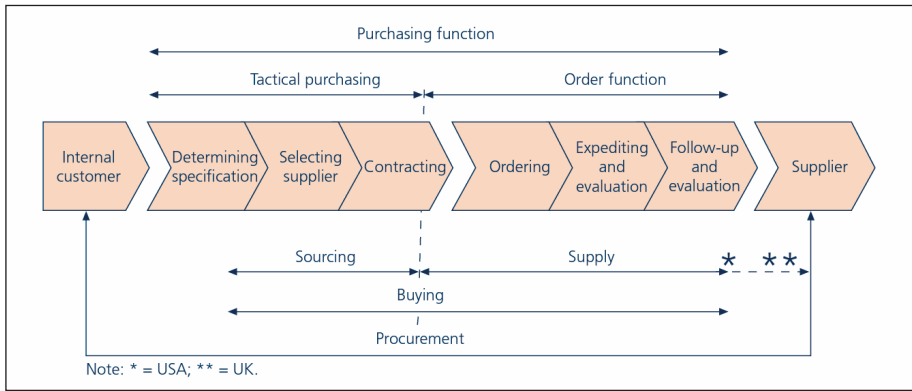 Purchasing function
Tactical purchasing
Order function
Internal
customer
Determining
specification
Selecting
supplier
Contracting
Ordering
Expediting
and
evaluation
Follow-up
and
evaluation
Supplier
Sourcing
Supply
* **
Buying
Procurement
Note: * = USA; ** = UK.